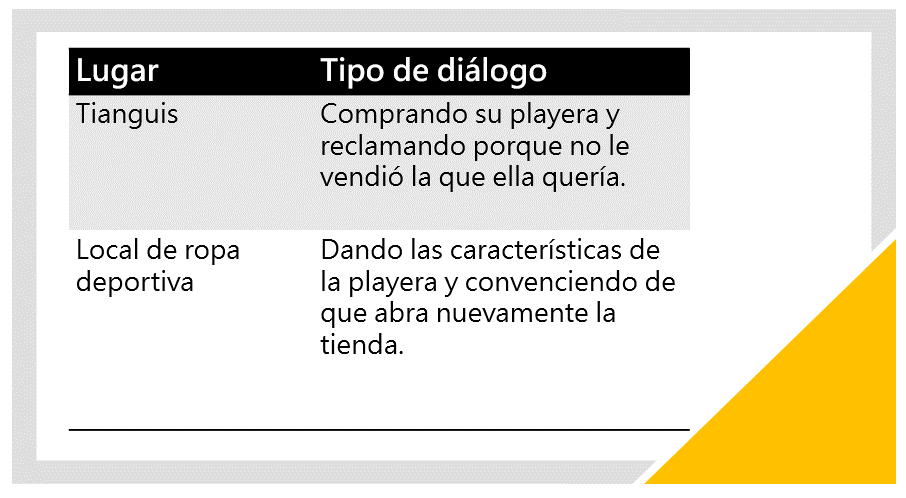 Lugar Tipo de diálogo
Tianguis Comprando su playera y
reclamando porque no le
vendió la que ella quería.
Local de ropa Dando las características de
deportiva la playera y convenciendo de
que abra nuevamente la
tienda.